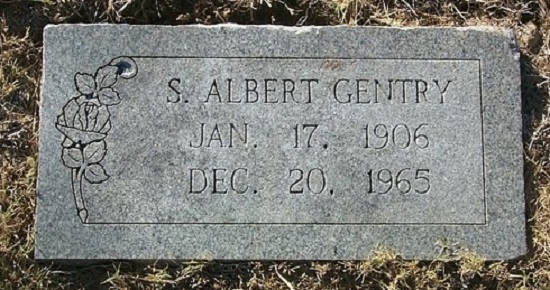 S. ALBERT GENTRY
JAN. 17, 1906
DEC. 20, 1965